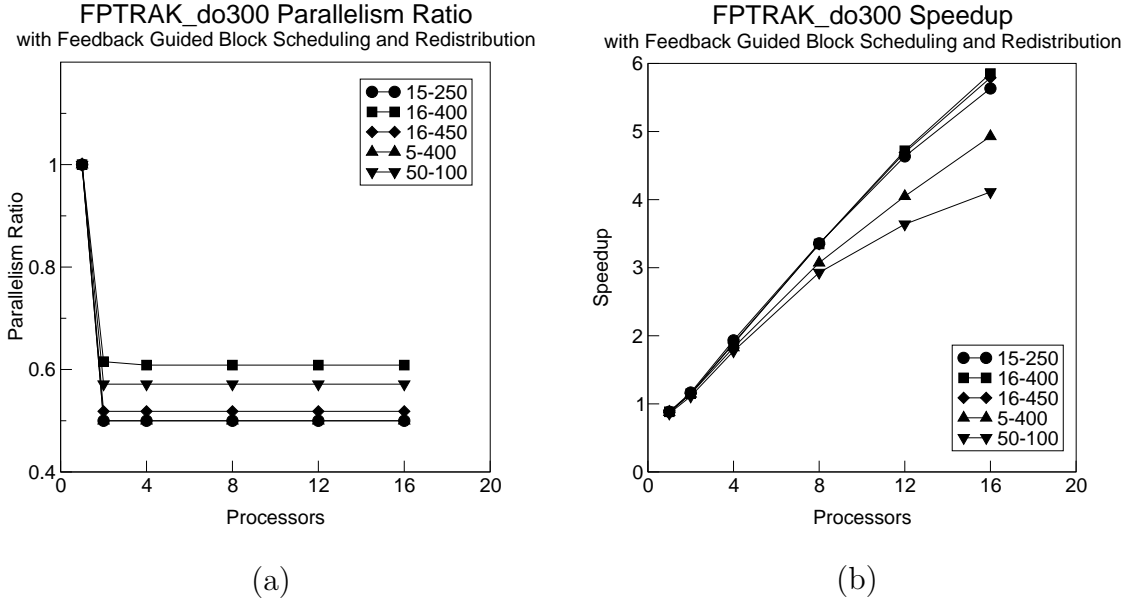 FPTRAK_do300 Parallelism Ratio
with Feedback Guided Block Scheduling and Redistribution
15-250
16-400
16-450
5-400
50-100
1
0.8
0.6
0.4
Parallelism Ratio
0 4 8 12 16 20
Processors
(a)
FPTRAK_do300 Speedup
with Feedback Guided Block Scheduling and Redistribution
6
5
4
3
2
1
0
Speedup
15-250
16-400
16-450
5-400
50-100
0 4 8 12 16 20
Processors
(b)